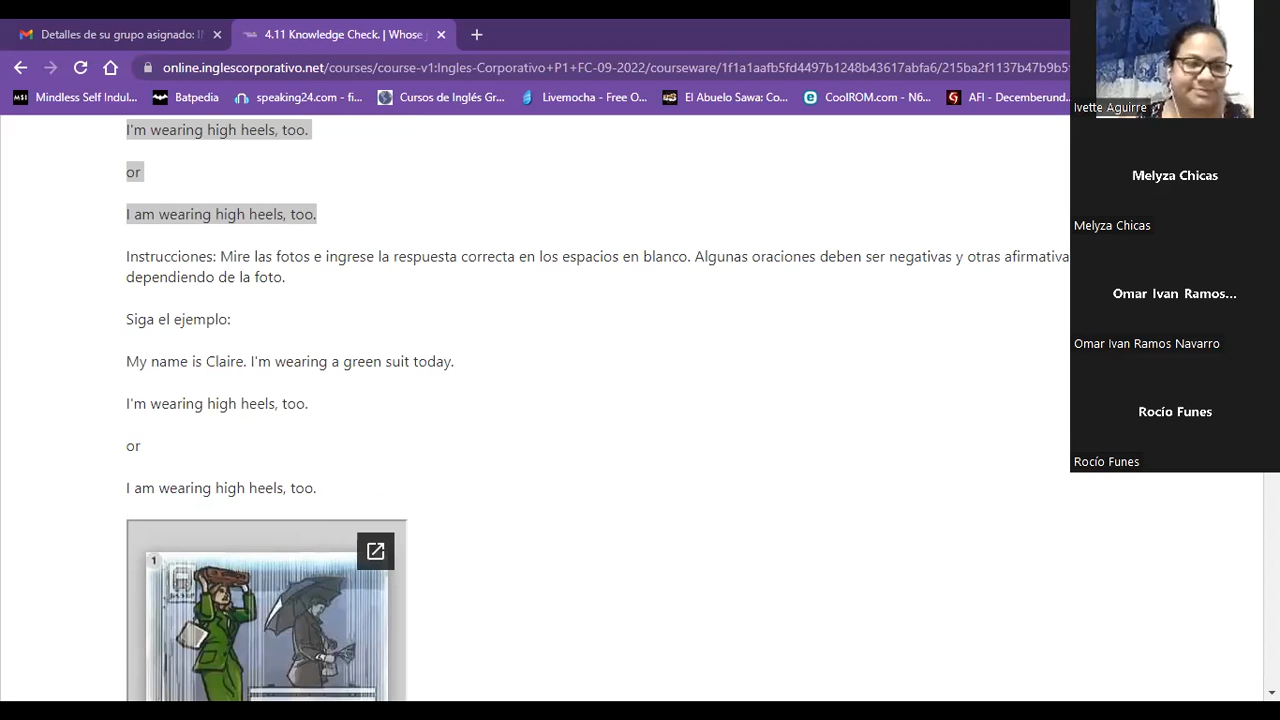 Detalles de su grupo asignado: I
4.11 Knowledge Check. | Whose
online.inglescorporativo.net/courses/course-v1:Ingles-Corporativo+P1+FC-09-2022/courseware/1f1a1aafb5fd4497b1248b43617abfa6/215ba2f1137b47b9b5
Mindless Self Indul...
Batpedia
speaking24.com - fi...
Cursos de Inglés Gr...
Livemocha - Free O...
El Abuelo Sawa: Co...
CoolROM.com - N6...
AFI - Decemberund...
I'm wearing high heels, too.
or
I am wearing high heels, too.
Instrucciones: Mire las fotos e ingrese la respuesta correcta en los espacios en blanco. Algunas oraciones deben ser negativas y otras afirmativa
dependiendo de la foto.
Siga el ejemplo:
My name is Claire. I'm wearing a green suit today.
I'm wearing high heels, too.
or
I am wearing high heels, too.
1
Ivette Aguirre
Melyza Chicas
Melyza Chicas
Omar Ivan Ramos...
Omar Ivan Ramos Navarro
Rocío Funes
Rocío Funes